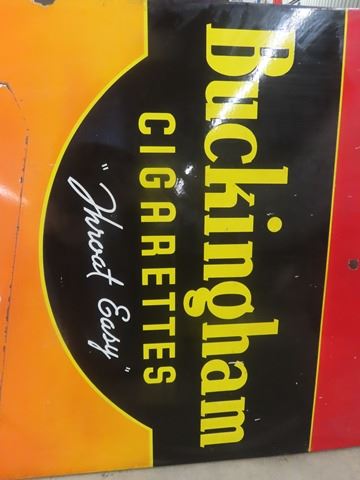 Buckingham
CIGARETTES
"Throat Easy"